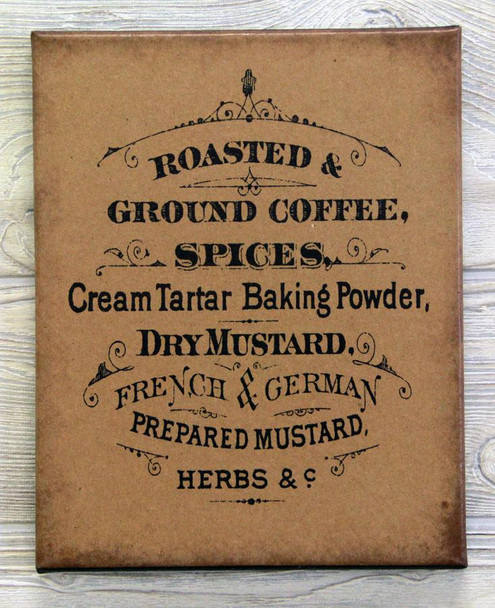 ROASTED &
GROUND COFFEE,
SPICES,
Cream Tartar Baking Powder,
DRY MUSTARD,
FRENCH & GERMAN
PREPARED MUSTARD,
HERBS & c